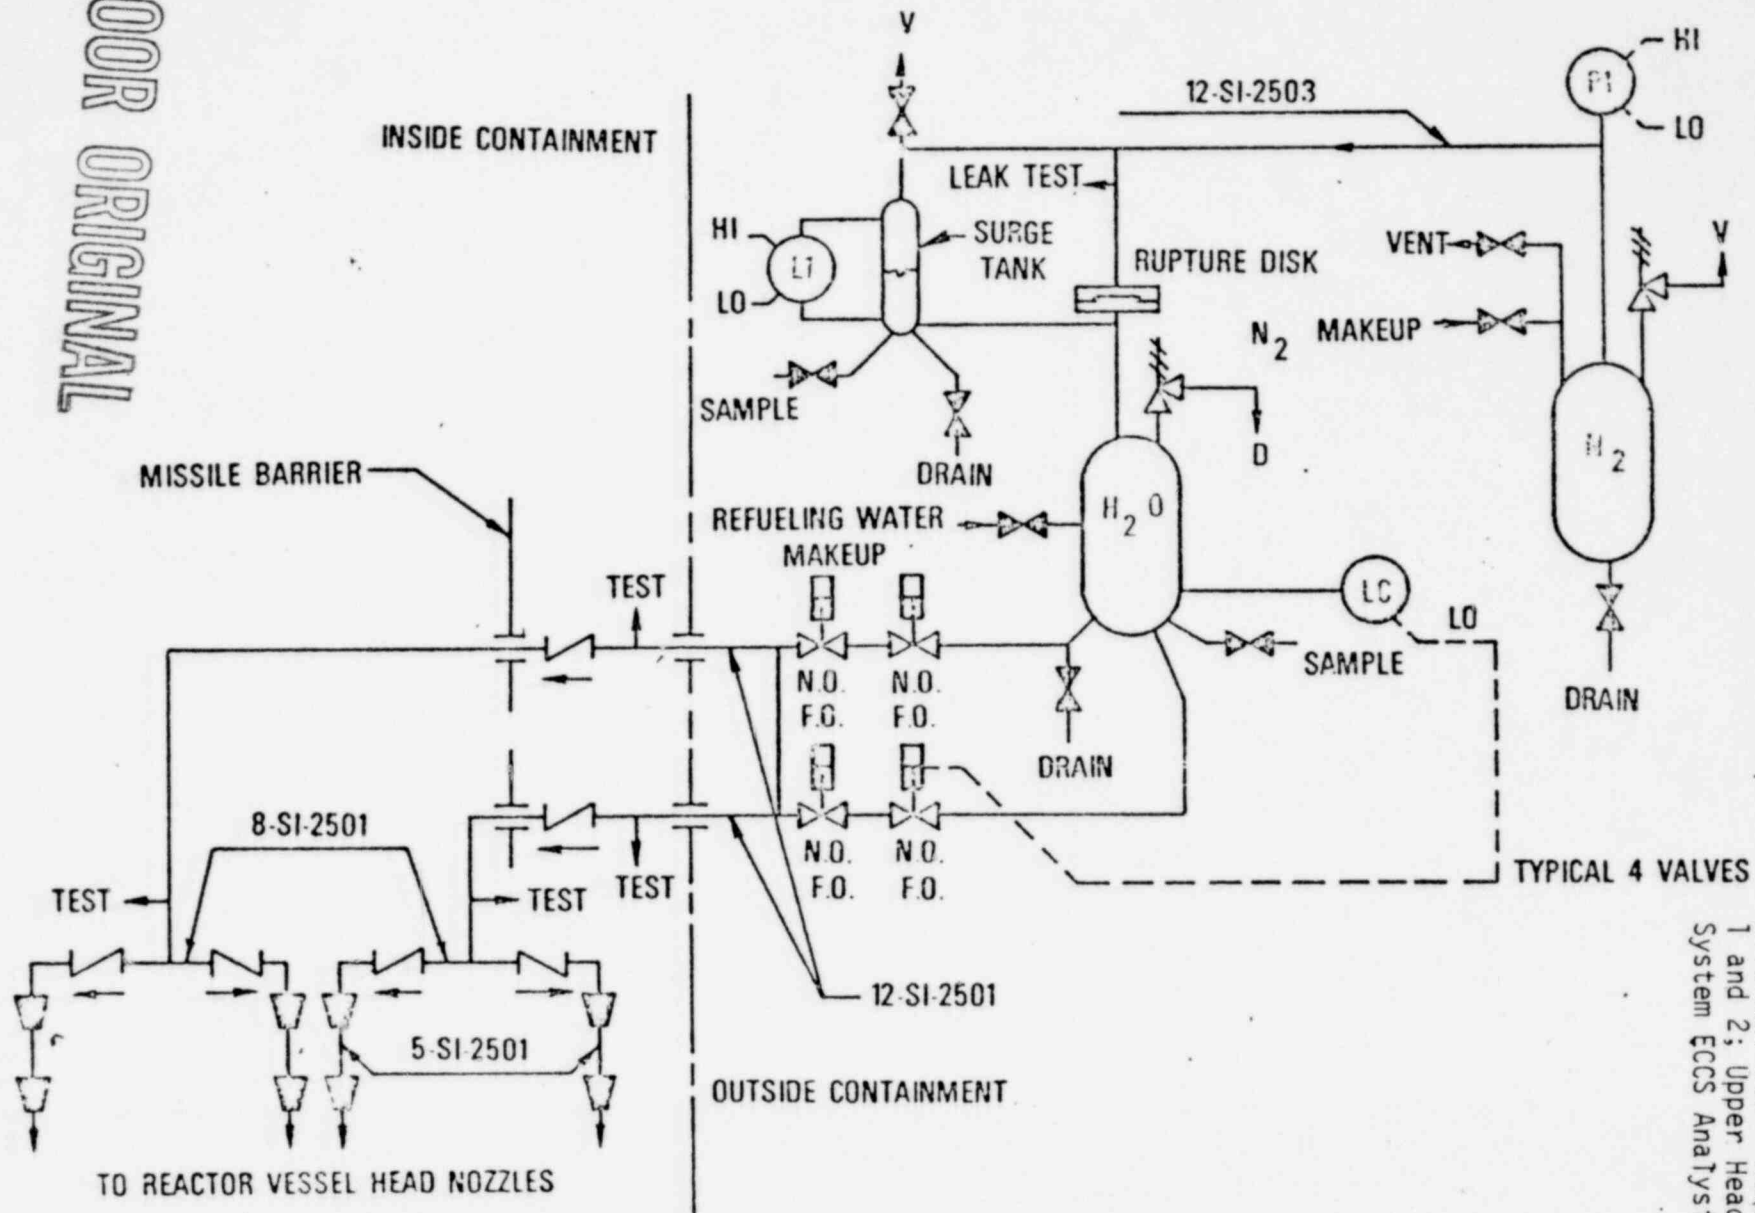 OOR ORIGINAL
V
HI
PI
LO
12-SI-2503
INSIDE CONTAINMENT
LEAK TEST
HI
LT
LO
SURGE
TANK
RUPTURE DISK
VENT
V
N2 MAKEUP
SAMPLE
DRAIN
D
N2
MISSILE BARRIER
REFUELING WATER
MAKEUP
H2O
TEST
LC
LO
SAMPLE
DRAIN
N.O.
F.O.
N.O.
F.O.
DRAIN
8-SI-2501
N.O.
F.O.
N.O.
F.O.
TYPICAL 4 VALVES
TEST
TEST
TEST
12-SI-2501
5-SI-2501
OUTSIDE CONTAINMENT
TO REACTOR VESSEL HEAD NOZZLES
1 and 2; Upper Head
System ECCS